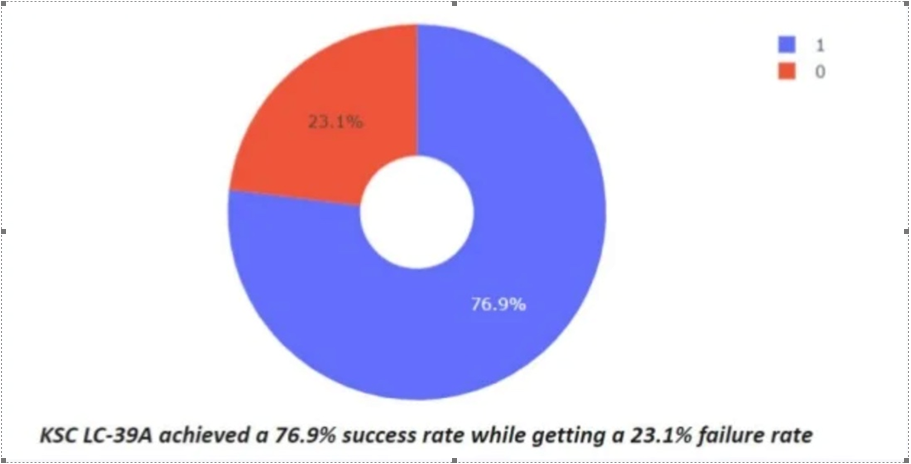 1
0
23.1%
76.9%
KSC LC-39A achieved a 76.9% success rate while getting a 23.1% failure rate